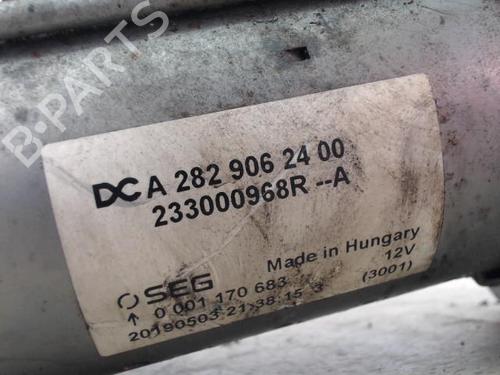 B-PARTS
DC A 282 906 24 00
233000968R --A
SEG
Made in Hungary
0 001 170 683
12V
20190503 21:38:15
(3001)